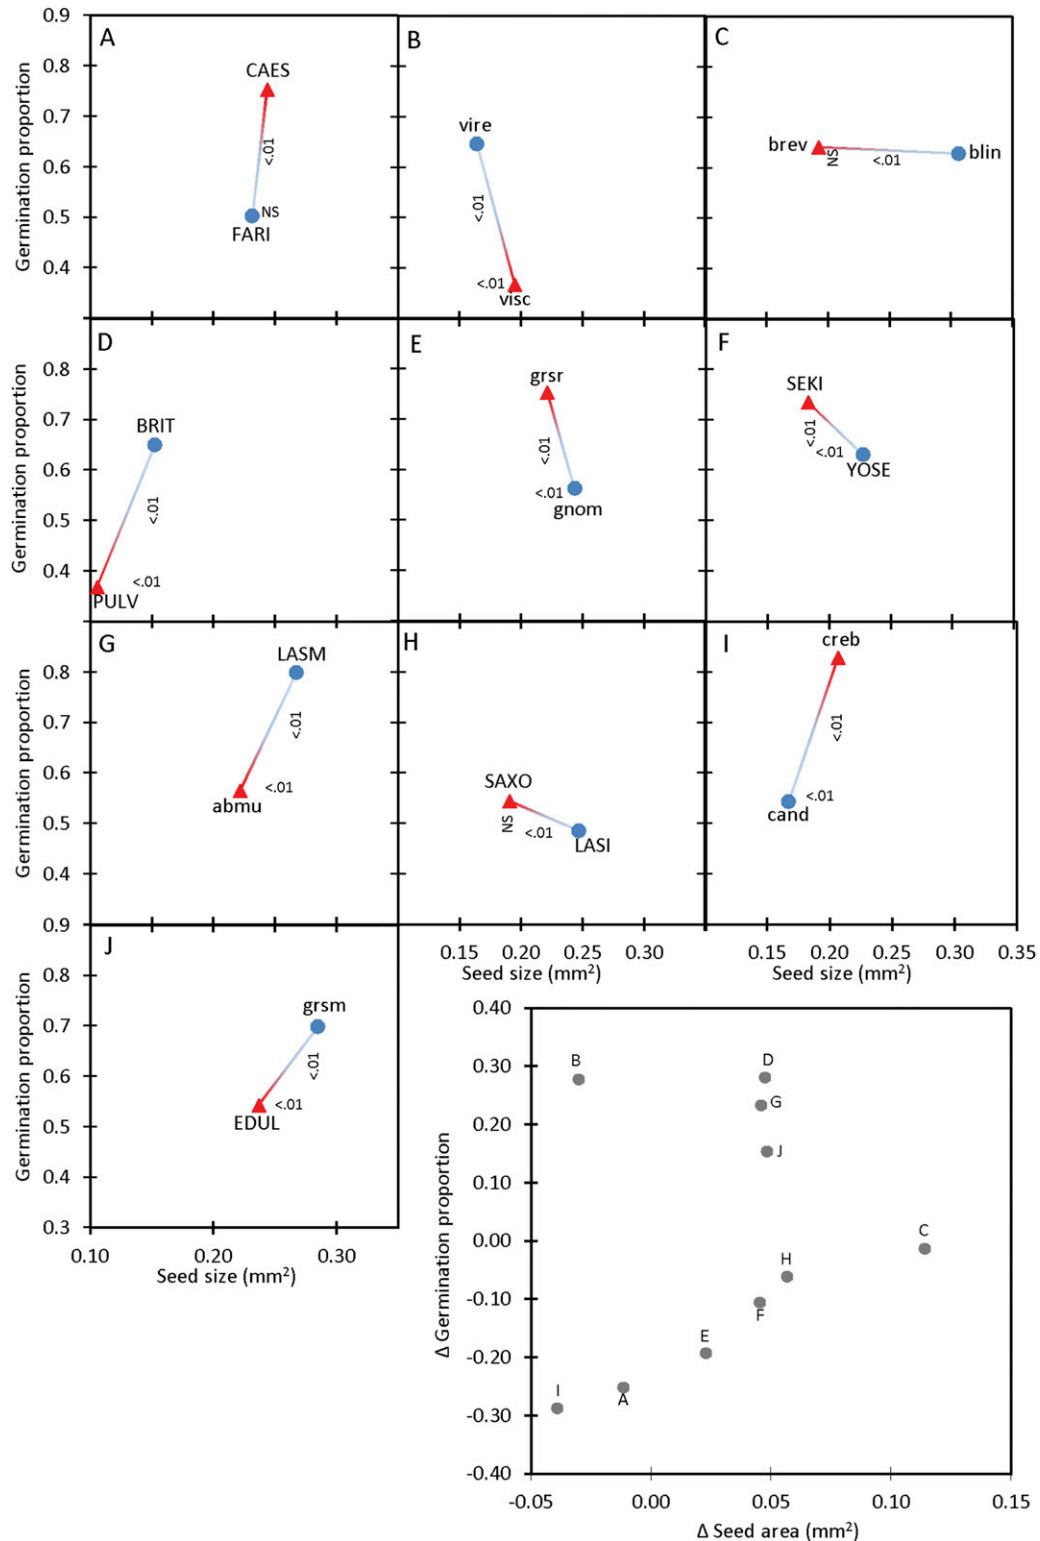 A
B
C
0.9
0.8
0.7
0.6
0.5
0.4
Germination proportion
CAES
<.01
NS
FARI
vire
<.01
<.01
visc
brev
NS
<.01
blin
D
E
F
0.8
0.7
0.6
0.5
0.4
Germination proportion
BRIT
<.01
<.01
PULV
grsr
<.01
<.01
gnom
SEKI
<.01
<.01
YOSE
G
H
I
0.8
0.7
0.6
0.5
0.4
0.9
Germination proportion
LASM
<.01
<.01
abmu
SAXO
NS
<.01
LASI
creb
<.01
<.01
cand
0.15 0.20 0.25 0.30
Seed size (mm²)
0.15 0.20 0.25 0.30 0.35
Seed size (mm²)
J
0.8
0.7
0.6
0.5
0.4
0.3
Germination proportion
grsm
<.01
<.01
EDUL
0.10 0.20 0.30
Seed size (mm²)
0.40
0.30
0.20
0.10
0.00
-0.10
-0.20
-0.30
-0.40
Δ Germination proportion
B
D
G
J
C
H
F
E
I
A
-0.05 0.00 0.05 0.10 0.15
Δ Seed area (mm²)